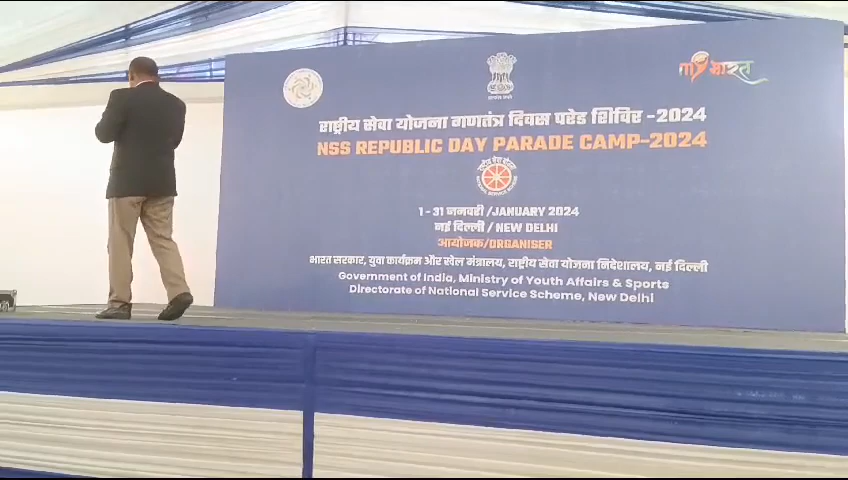 राष्ट्रीय सेवा योजना गणतंत्र दिवस परेड शिविर -2024
NSS REPUBLIC DAY PARADE CAMP-2024
1 - 31 जनवरी /JANUARY 2024
नई दिल्ली / NEW DELHI
आयोजक/ORGANISER
भारत सरकार, युवा कार्यक्रम और खेल मंत्रालय, राष्ट्रीय सेवा योजना निदेशालय, नई दिल्ली
Government of India, Ministry of Youth Affairs & Sports
Directorate of National Service Scheme, New Delhi